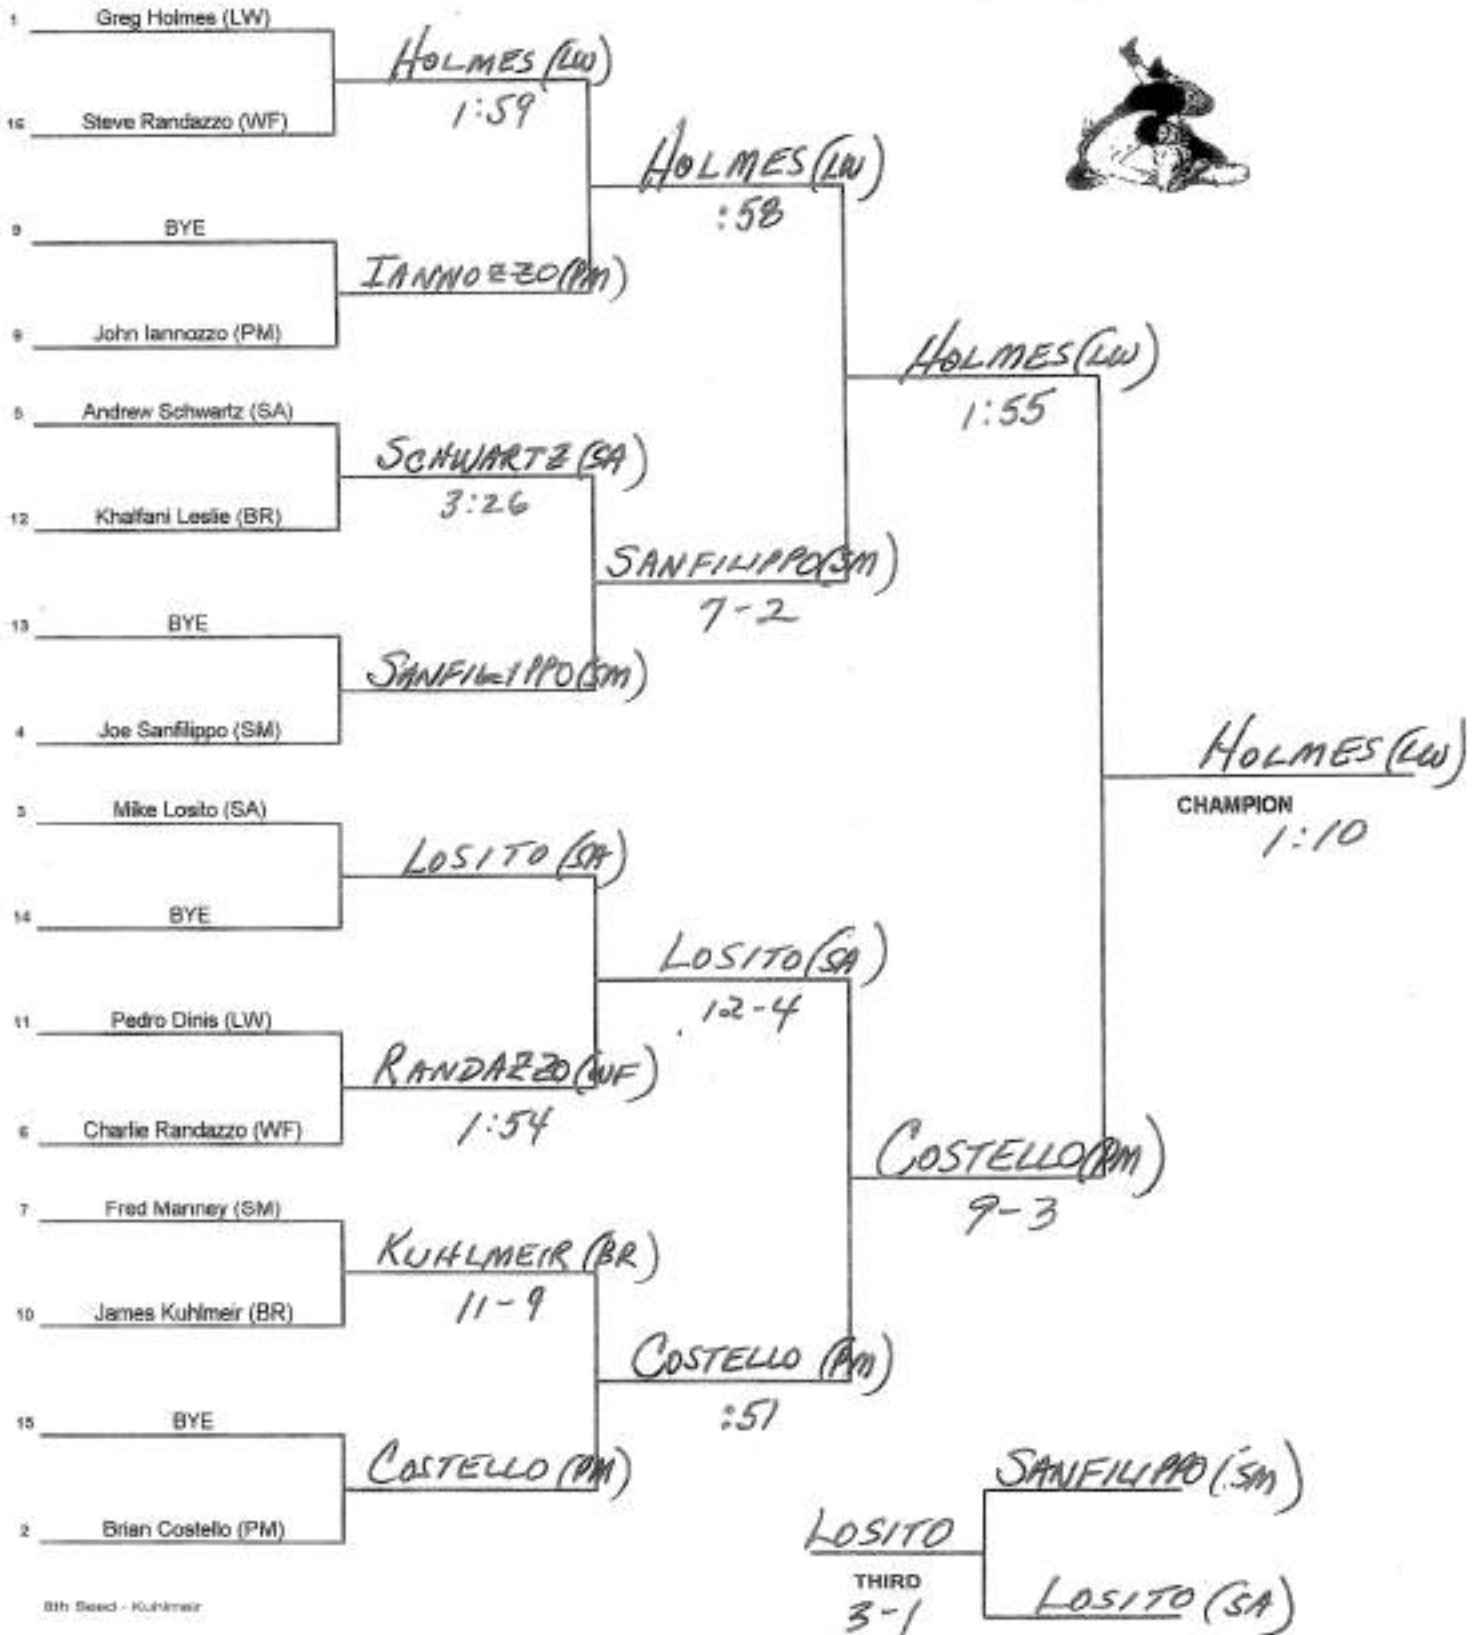 1 Greg Holmes (LW)
HOLMES (LW)
1:59
16 Steve Randazzo (WF)
HOLMES (LW)
:58
9 BYE
IANNOZZO (PM)
John Iannozzo (PM)
HOLMES (LW)
1:55
5 Andrew Schwartz (SA)
SCHWARTZ (SA)
3:26
12 Khalfani Leslie (BR)
SANFILIPPO (SM)
7-2
13 BYE
SANFILIPPO (SM)
4 Joe Sanfilippo (SM)
HOLMES (LW)
CHAMPION
1:10
3 Mike Losito (SA)
LOSITO (SA)
14 BYE
LOSITO (SA)
12-4
11 Pedro Dinis (LW)
RANDAZZO (WF)
1:54
6 Charlie Randazzo (WF)
COSTELLO (PM)
9-3
7 Fred Manney (SM)
KUHLMEIR (BR)
11-9
10 James Kuhlmeir (BR)
COSTELLO (PM)
:51
15 BYE
COSTELLO (PM)
2 Brian Costello (PM)
SANFILIPPO (SM)
LOSITO
THIRD
3-1
LOSITO (SA)
8th Seed - Kuhlmeir